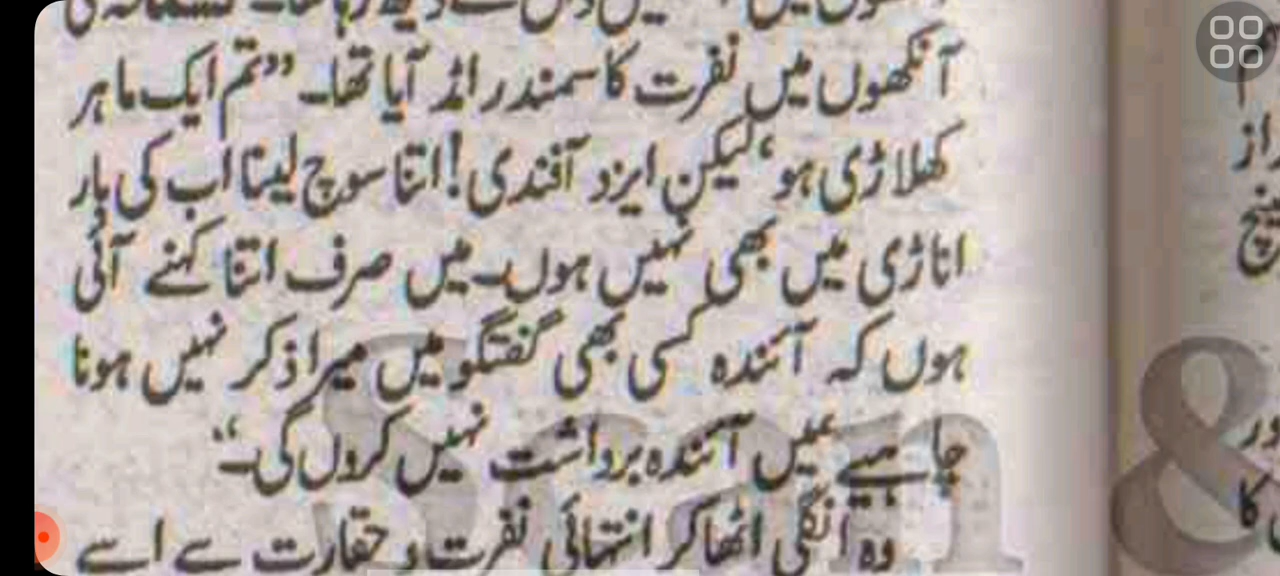 آنکھوں میں نفرت کا سمندر امڈ آیا تھا۔ ”تم ایک ماہر
کھلاڑی ہو، لیکن ایزد آفندی! اتنا سوچ لینا اب کی بار
اناڑی میں بھی نہیں ہوں۔ میں صرف اتنا کہنے آئی
ہوں کہ آئندہ کسی بھی گفتگو میں میرا ذکر نہیں ہونا
چاہیے میں آئندہ برداشت نہیں کروں گی۔“
وہ انگلی اٹھا کر انتہائی نفرت و حقارت سے اسے